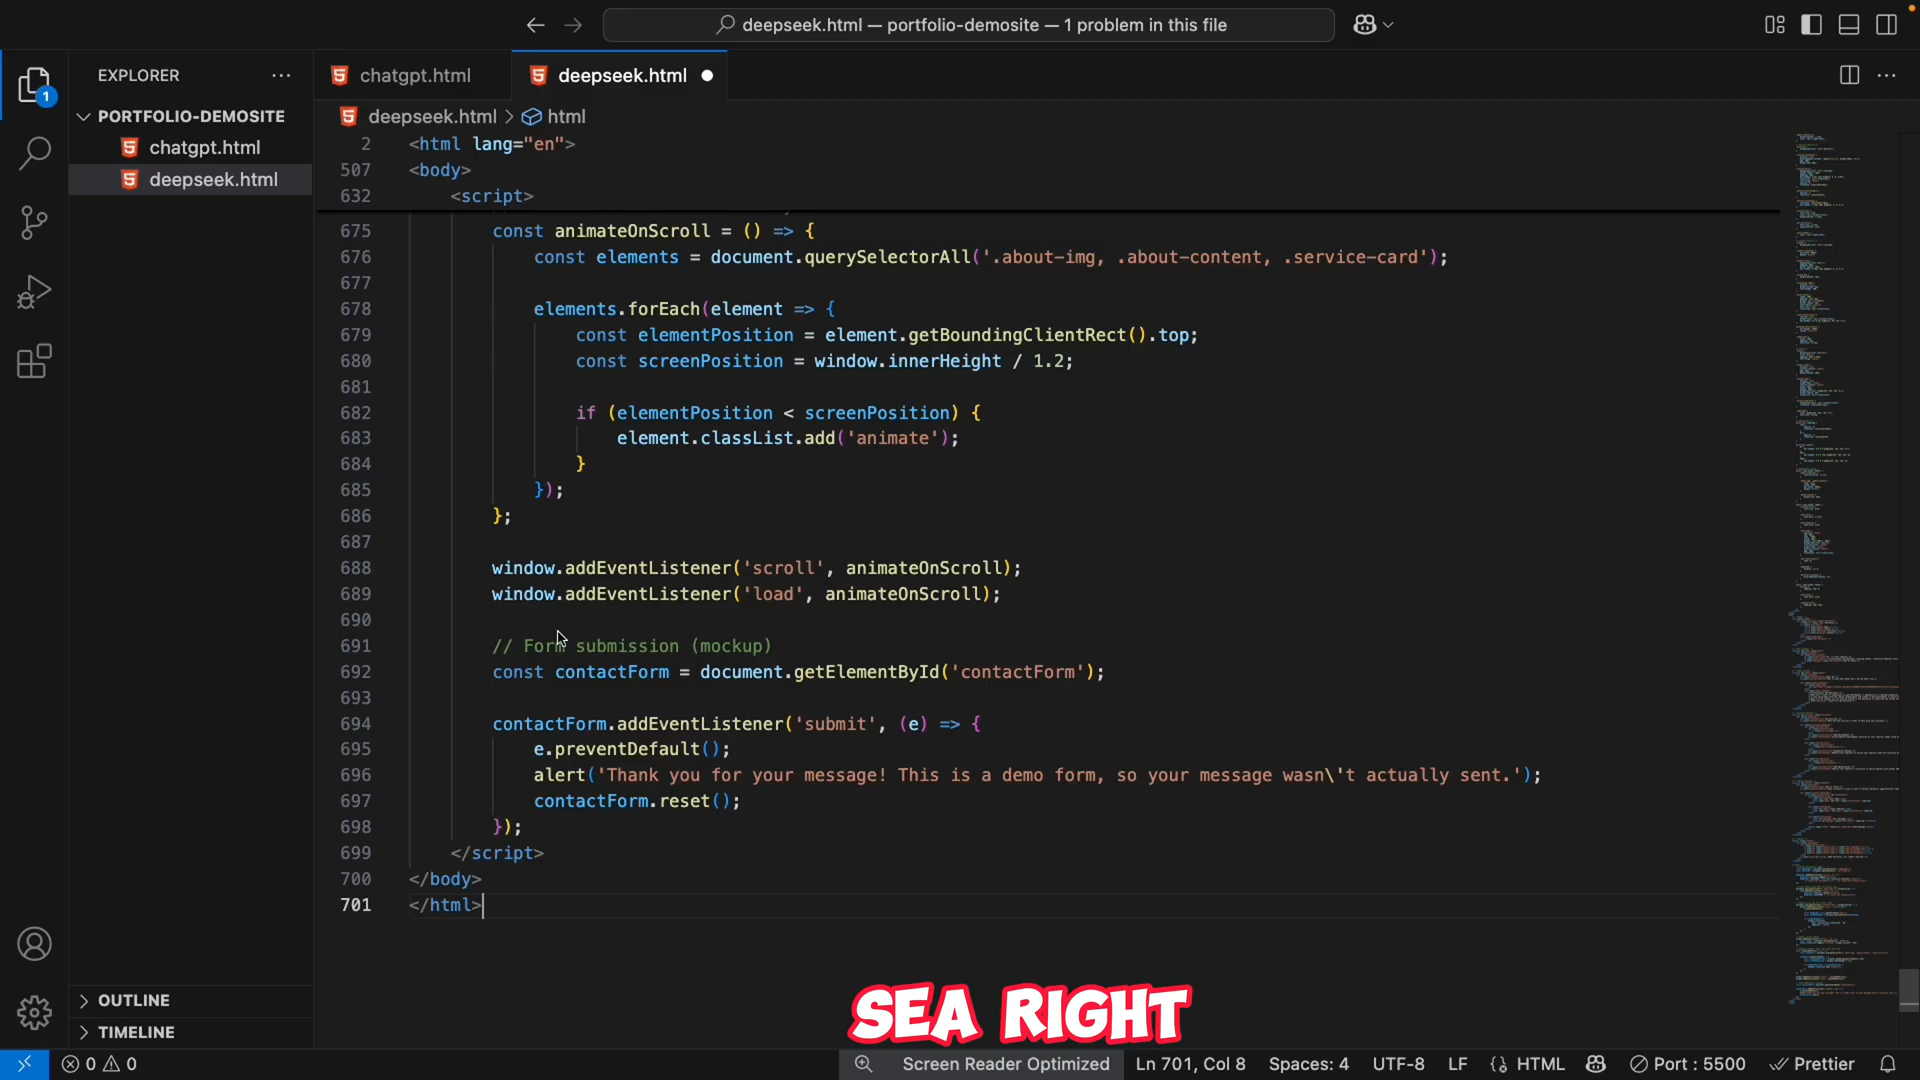 deepseek.html — portfolio-demosite — 1 problem in this file
EXPLORER
chatgpt.html
deepseek.html
PORTFOLIO-DEMOSITE
chatgpt.html
deepseek.html
1
deepseek.html > html
2 <html lang="en">
507 <body>
632 <script>
675 const animateOnScroll = () => {
676 const elements = document.querySelectorAll('.about-img, .about-content, .service-card');
677
678 elements.forEach(element => {
679 const elementPosition = element.getBoundingClientRect().top;
680 const screenPosition = window.innerHeight / 1.2;
681
682 if (elementPosition < screenPosition) {
683 element.classList.add('animate');
684 }
685 });
686 };
687
688 window.addEventListener('scroll', animateOnScroll);
689 window.addEventListener('load', animateOnScroll);
690
691 // Form submission (mockup)
692 const contactForm = document.getElementById('contactForm');
693
694 contactForm.addEventListener('submit', (e) => {
695 e.preventDefault();
696 alert('Thank you for your message! This is a demo form, so your message wasn\'t actually sent.');
697 contactForm.reset();
698 });
699 </script>
700 </body>
701 </html>
OUTLINE
TIMELINE
SEA RIGHT
0 0
Screen Reader Optimized
Ln 701, Col 8
Spaces: 4
UTF-8
LF
{} HTML
Port : 5500
Prettier